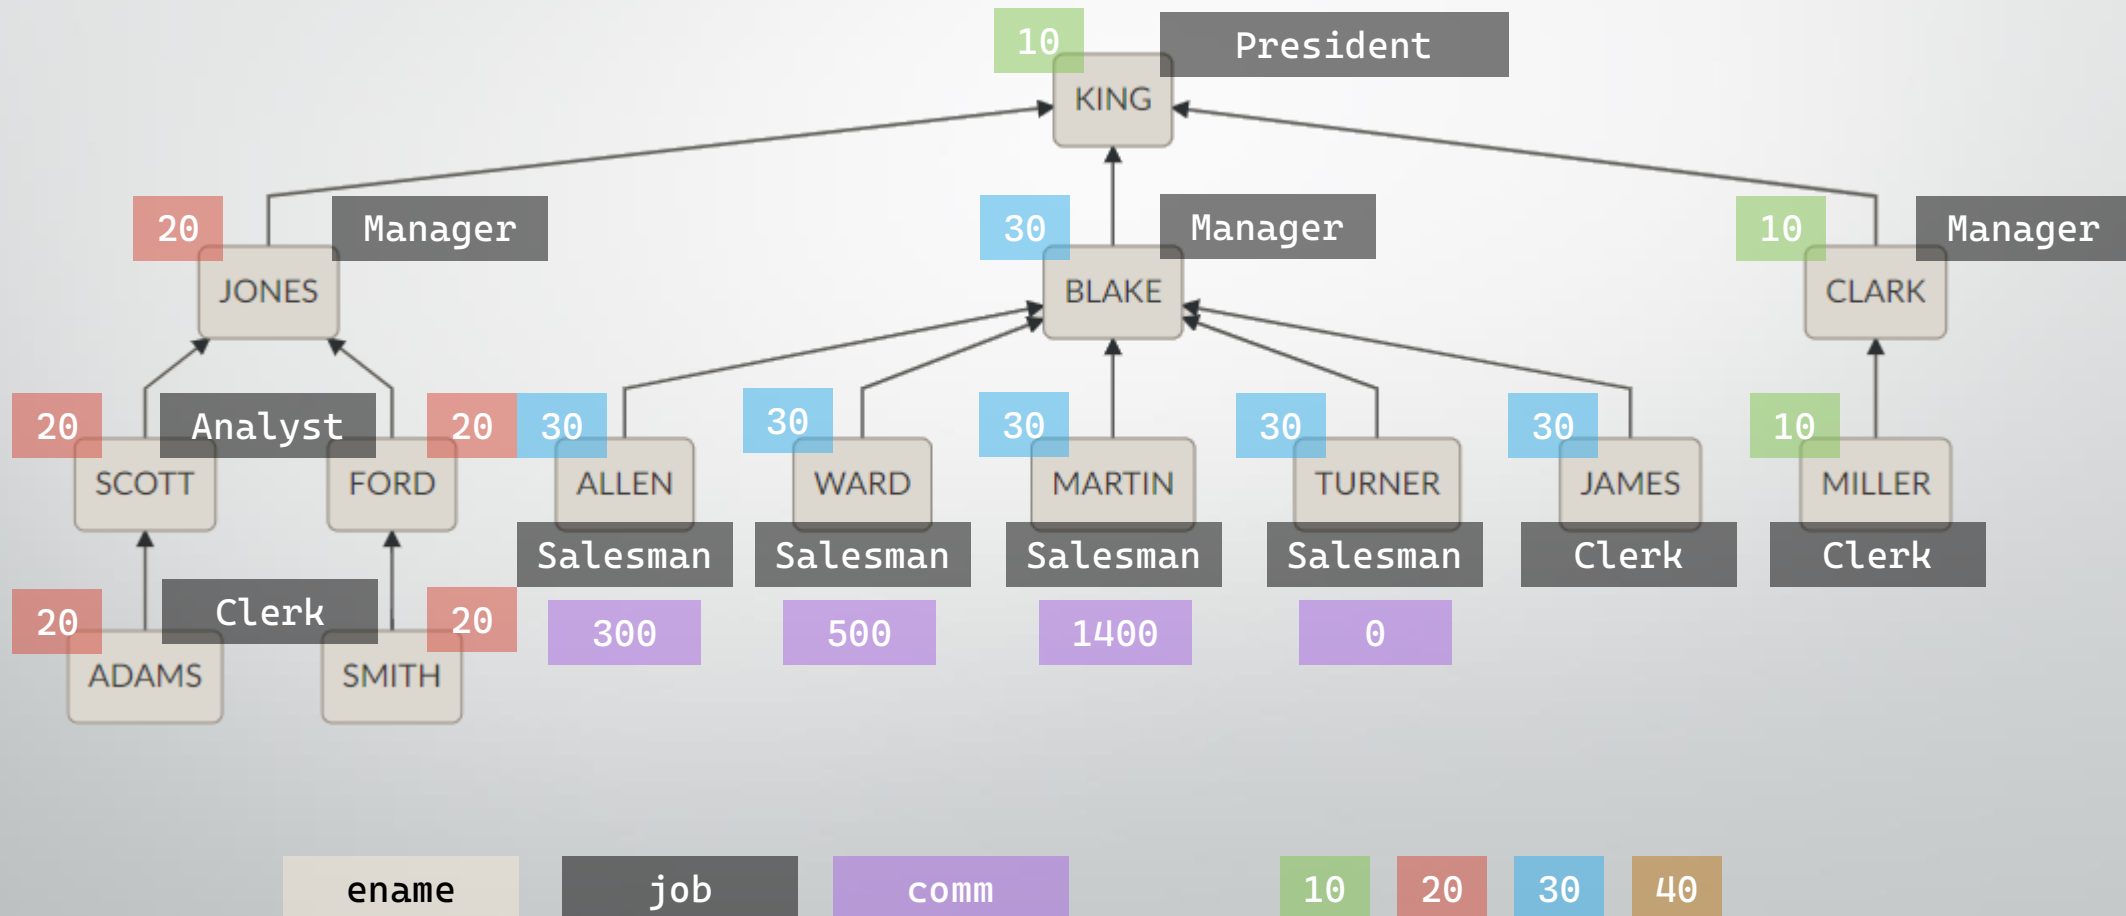 10 President
KING
20 Manager 30 Manager 10 Manager
JONES BLAKE CLARK
20 Analyst 20 30 30 30 30 30 10
SCOTT FORD ALLEN WARD MARTIN TURNER JAMES MILLER
Salesman Salesman Salesman Salesman Clerk Clerk
20 Clerk 20 300 500 1400 0
ADAMS SMITH
ename job comm 10 20 30 40